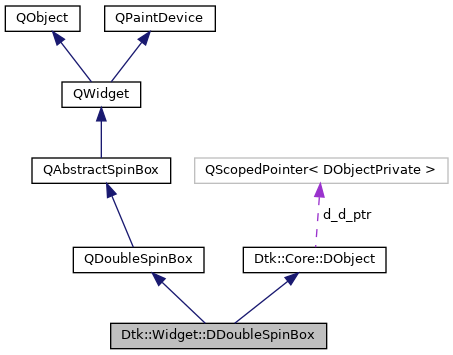 QObject
QPaintDevice
QWidget
QAbstractSpinBox
QScopedPointer< DObjectPrivate >
d_d_ptr
QDoubleSpinBox
Dtk::Core::DObject
Dtk::Widget::DDoubleSpinBox